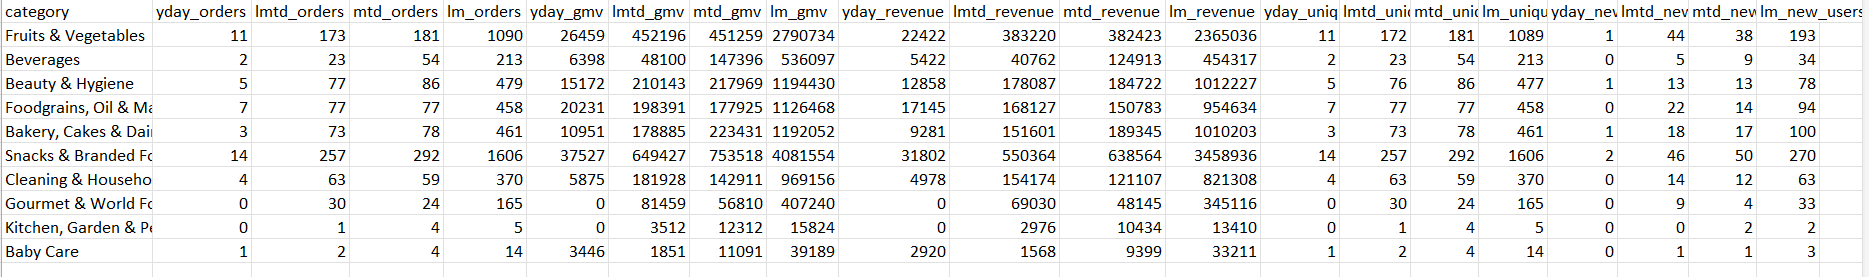 category yday_orders lmtd_orders mtd_orders lm_orders yday_gmv lmtd_gmv mtd_gmv lm_gmv yday_revenue lmtd_revenue mtd_revenue lm_revenue yday_uniq lmtd_unic mtd_unic lm_uniqu yday_new lmtd_new mtd_new lm_new_users
Fruits & Vegetables 11 173 181 1090 26459 452196 451259 2790734 22422 383220 382423 2365036 11 172 181 1089 1 44 38 193
Beverages 2 23 54 213 6398 48100 147396 536097 5422 40762 124913 454317 2 23 54 213 0 5 9 34
Beauty & Hygiene 5 77 86 479 15172 210143 217969 1194430 12858 178087 184722 1012227 5 76 86 477 1 13 13 78
Foodgrains, Oil & Ma 7 77 77 458 20231 198391 177925 1126468 17145 168127 150783 954634 7 77 77 458 0 22 14 94
Bakery, Cakes & Dai 3 73 78 461 10951 178885 223431 1192052 9281 151601 189345 1010203 3 73 78 461 1 18 17 100
Snacks & Branded Fo 14 257 292 1606 37527 649427 753518 4081554 31802 550364 638564 3458936 14 257 292 1606 2 46 50 270
Cleaning & Househo 4 63 59 370 5875 181928 142911 969156 4978 154174 121107 821308 4 63 59 370 0 14 12 63
Gourmet & World Fo 0 30 24 165 0 81459 56810 407240 0 69030 48145 345116 0 30 24 165 0 9 4 33
Kitchen, Garden & Pe 0 1 4 5 0 3512 12312 15824 0 2976 10434 13410 0 1 4 5 0 0 2 2
Baby Care 1 2 4 14 3446 1851 11091 39189 2920 1568 9399 33211 1 2 4 14 0 1 1 3